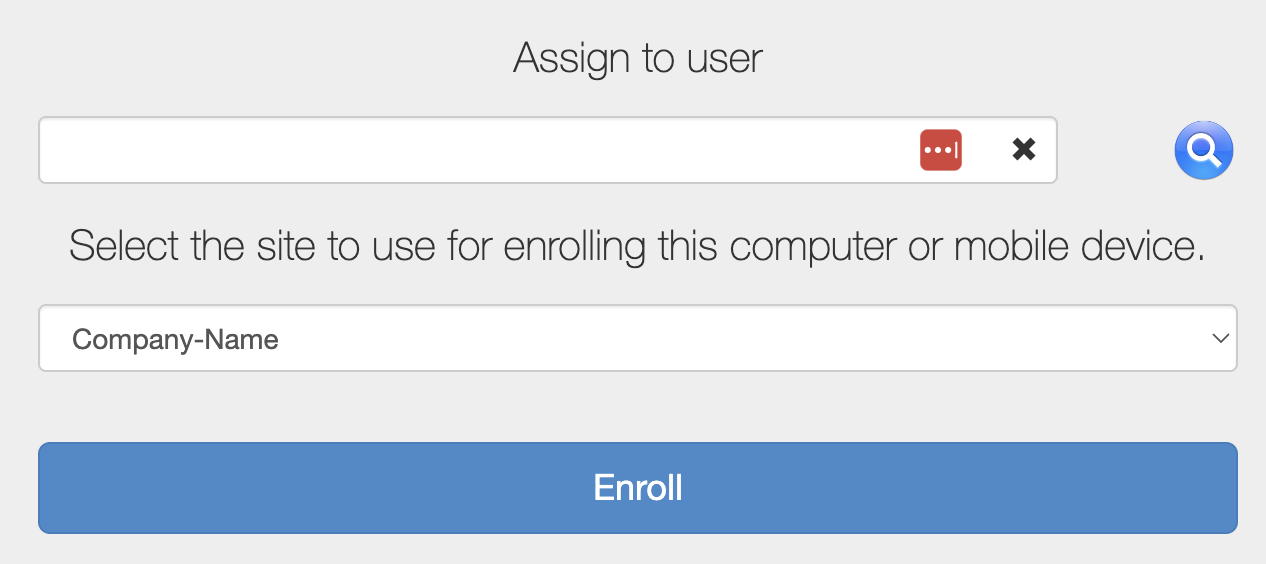 Assign to user
Select the site to use for enrolling this computer or mobile device.
Company-Name
Enroll